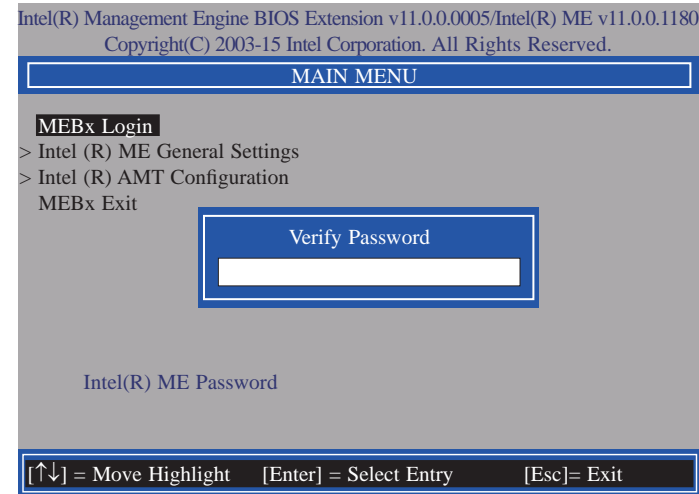 Intel(R) Management Engine BIOS Extension v11.0.0.0005/Intel(R) ME v11.0.0.1180
Copyright(C) 2003-15 Intel Corporation. All Rights Reserved.
MAIN MENU
MEBx Login
> Intel (R) ME General Settings
> Intel (R) AMT Configuration
MEBx Exit
Verify Password
Intel(R) ME Password
[↑↓] = Move Highlight [Enter] = Select Entry [Esc]= Exit